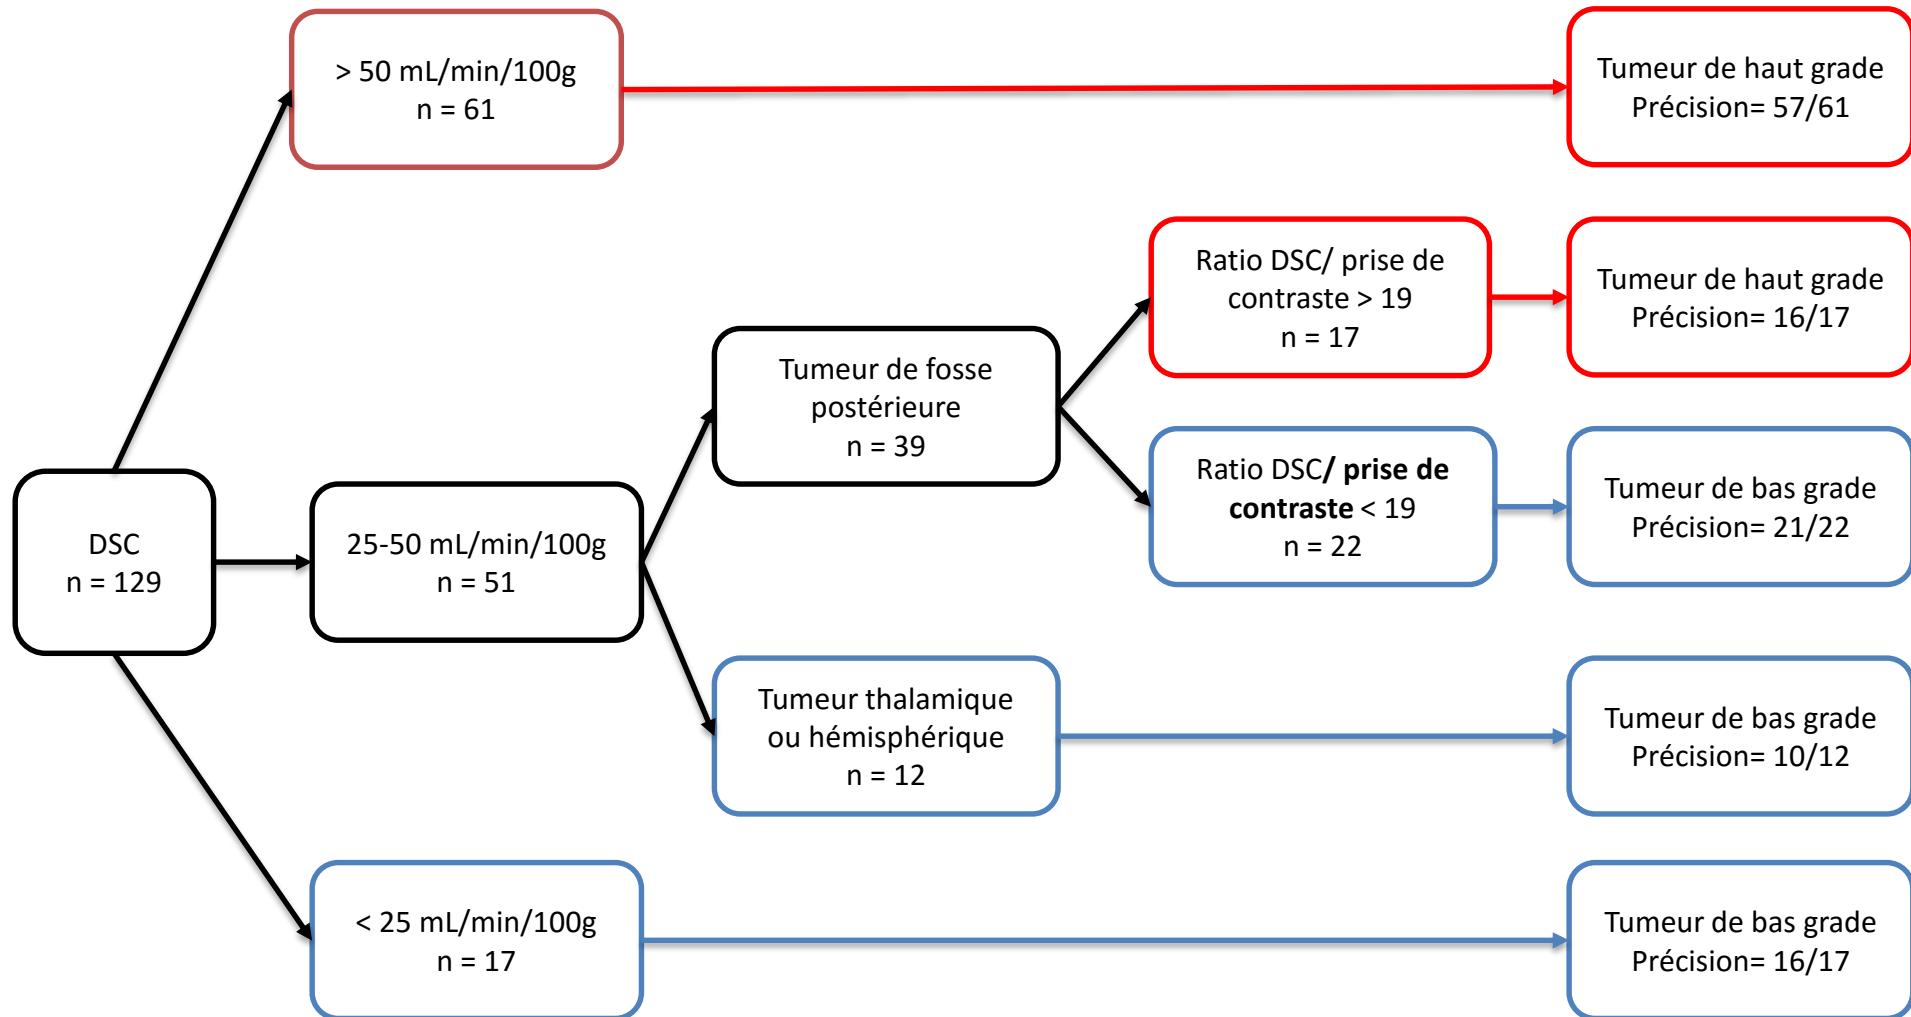 > 50 mL/min/100g
n = 61
Tumeur de haut grade
Précision= 57/61
Ratio DSC/ prise de
contraste > 19
n = 17
Tumeur de haut grade
Précision= 16/17
Tumeur de fosse
postérieure
n = 39
Ratio DSC/ prise de
contraste < 19
n = 22
Tumeur de bas grade
Précision= 21/22
DSC
n = 129
25-50 mL/min/100g
n = 51
Tumeur thalamique
ou hémisphérique
n = 12
Tumeur de bas grade
Précision= 10/12
< 25 mL/min/100g
n = 17
Tumeur de bas grade
Précision= 16/17